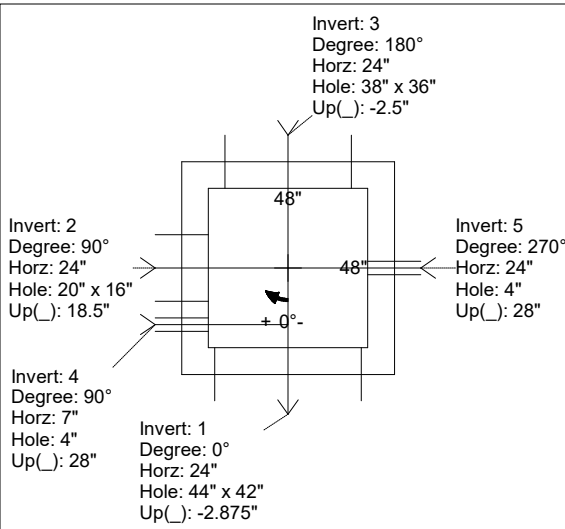 Invert: 3
Degree: 180°
Horz: 24"
Hole: 38" x 36"
Up(_): -2.5"
48"
Invert: 2
Degree: 90°
Horz: 24"
Hole: 20" x 16"
Up(_): 18.5"
48"
Invert: 5
Degree: 270°
Horz: 24"
Hole: 4"
Up(_): 28"
+ 0°-
Invert: 4
Degree: 90°
Horz: 7"
Hole: 4"
Up(_): 28"
Invert: 1
Degree: 0°
Horz: 24"
Hole: 44" x 42"
Up(_): -2.875"